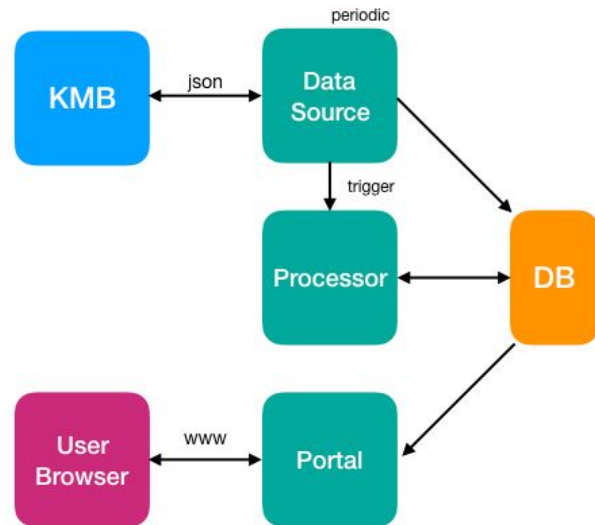 periodic
KMB
json
Data
Source
trigger
Processor
DB
User
Browser
www
Portal